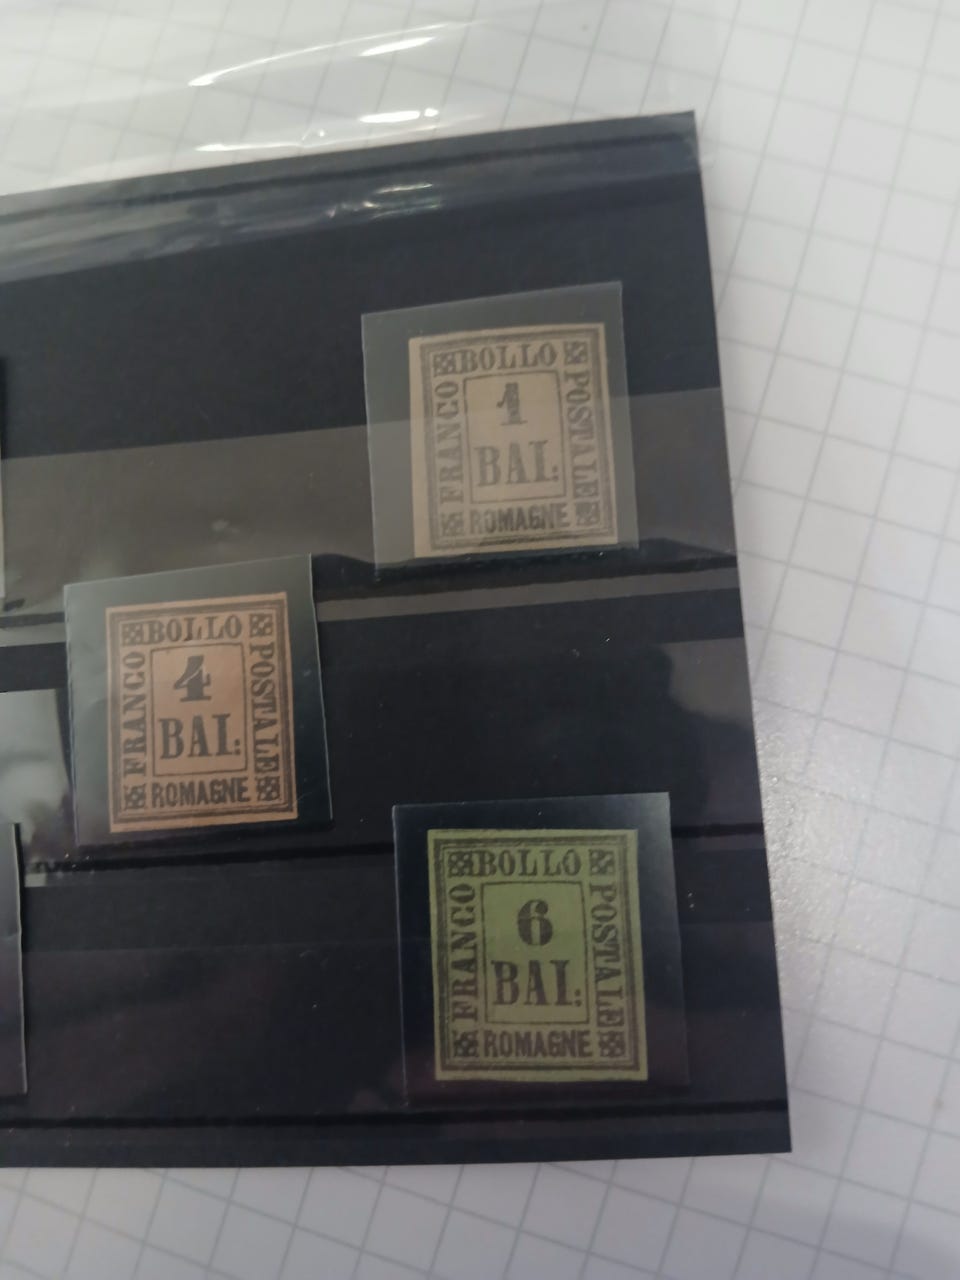 BOLLO
FRANCO
1
BAI:
POSTALE
ROMAGNE
BOLLO
FRANCO
4
BAI:
POSTALE
ROMAGNE
BOLLO
FRANCO
6
BAI:
POSTALE
ROMAGNE